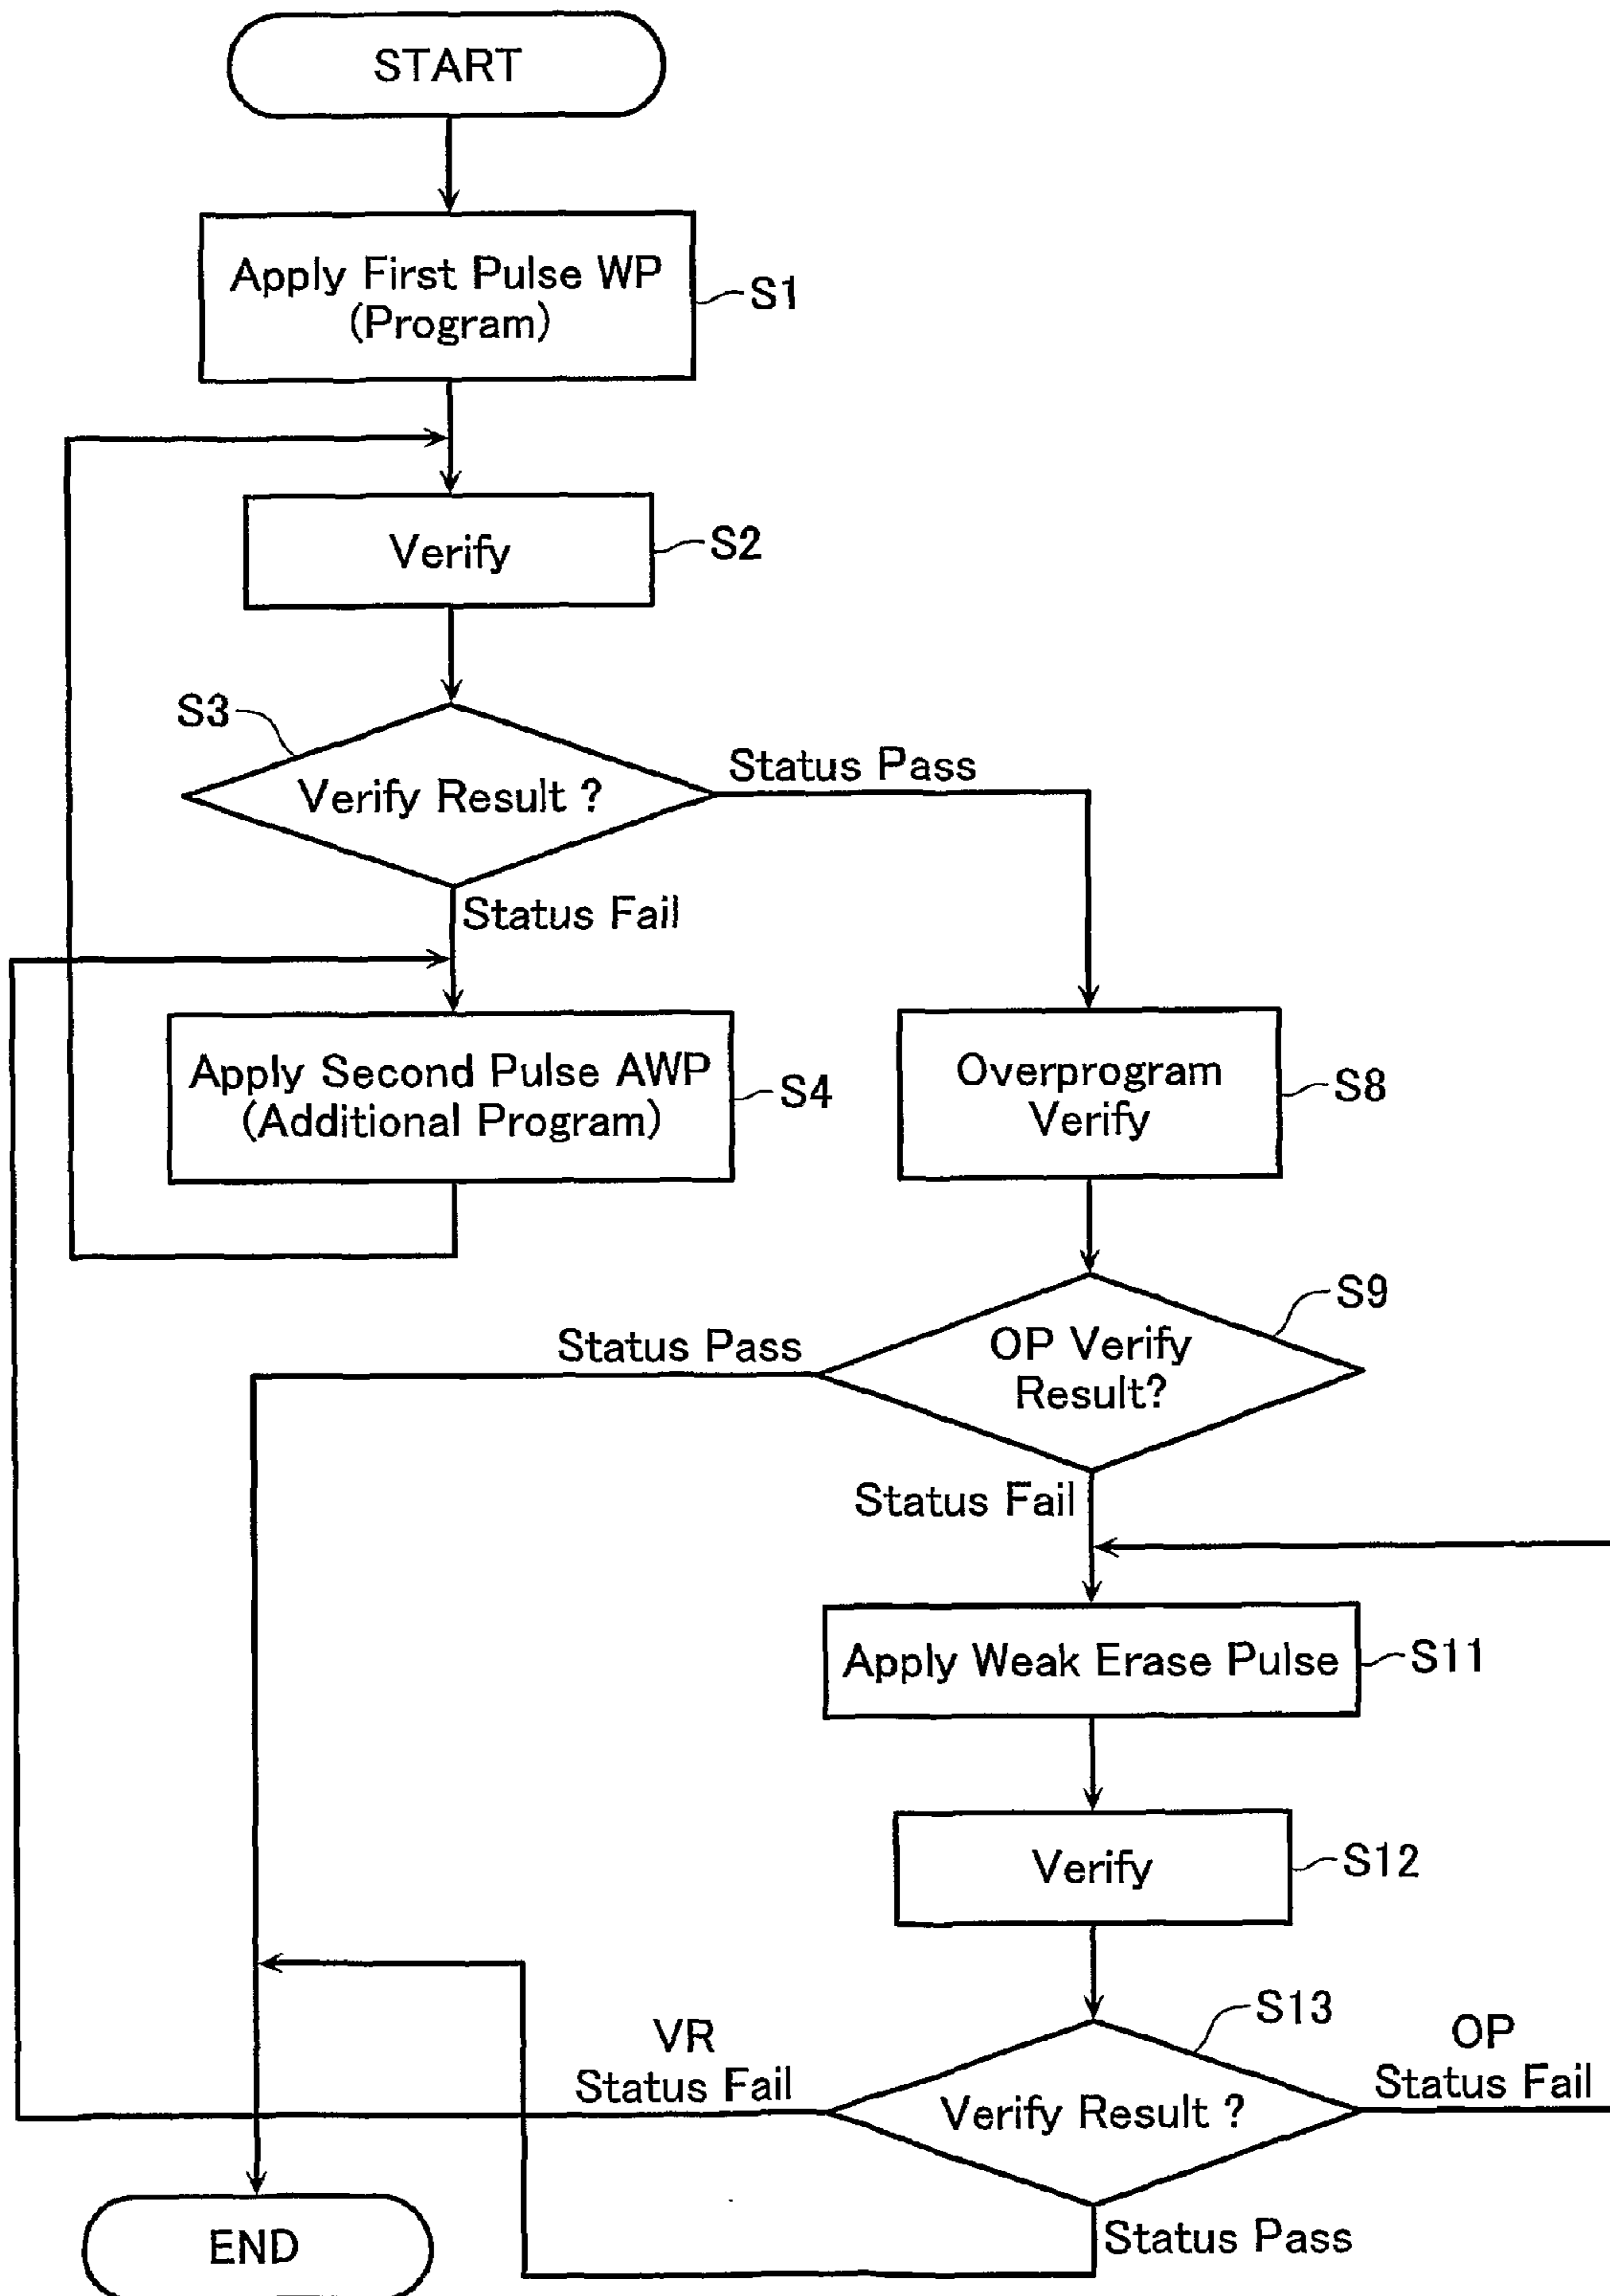 START
Apply First Pulse WP
(Program)
S1
Verify
S2
S3
Verify Result ?
Status Pass
Status Fail
Apply Second Pulse AWP
(Additional Program)
S4
Overprogram
Verify
S8
S9
OP Verify
Result?
Status Pass
Status Fail
Apply Weak Erase Pulse
S11
Verify
S12
S13
VR
Status Fail
Verify Result ?
OP
Status Fail
Status Pass
END